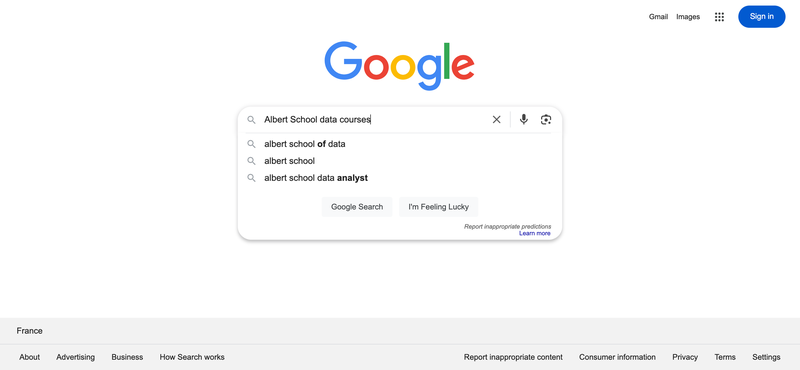 Gmail Images Sign in
Google
Albert School data courses
albert school of data
albert school
albert school data analyst
Google Search I'm Feeling Lucky
Report inappropriate predictions
Learn more
France
About Advertising Business How Search works Report inappropriate content Consumer information Privacy Terms Settings